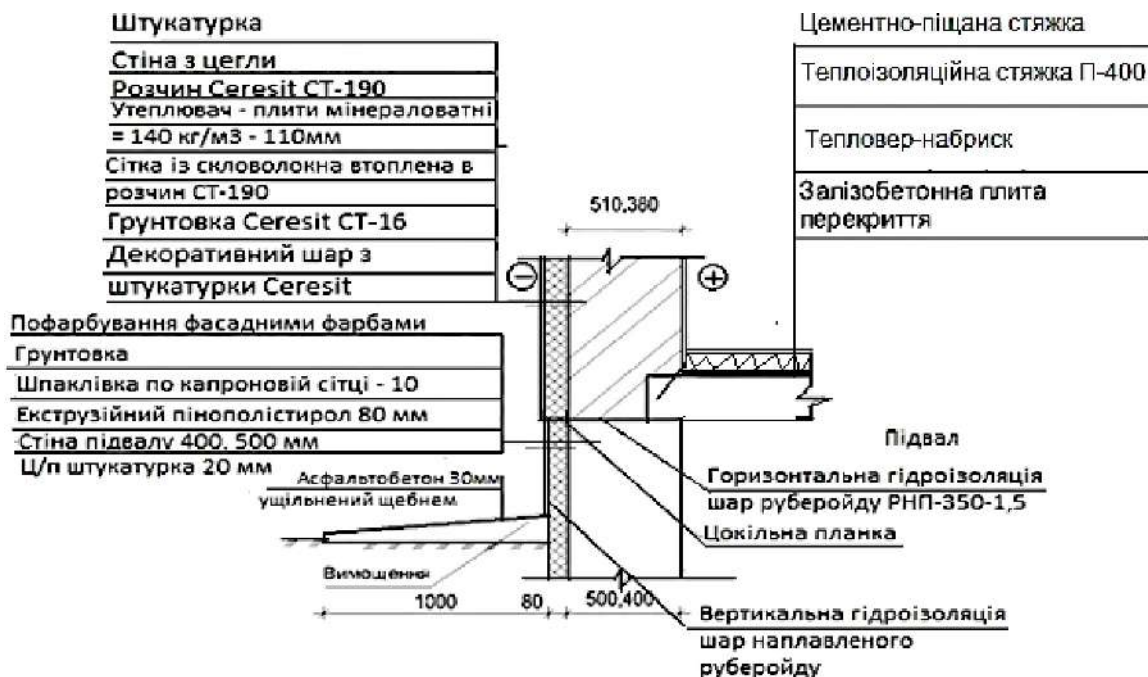 Штукатурка
Стіна з цегли
Розчин Ceresit СТ-190
Утеплювач - плити мінераловатні
= 140 кг/м3 - 110мм
Сітка із скловолокна втоплена в
розчин СТ-190
Грунтовка Ceresit СТ-16
Декоративний шар з
штукатурки Ceresit
Пофарбування фасадними фарбами
Грунтовка
Шпаклівка по капроновій сітці - 10
Екструзійний пінополістирол 80 мм
Стіна підвалу 400. 500 мм
Ц/п штукатурка 20 мм
Асфальтобетон 30мм
ущільнений щебнем
Вимощення
1000
80
500,400
510,380
−
+
Цементно-піщана стяжка
Теплоізоляційна стяжка П-400
Тепловер-набриск
Залізобетонна плита
перекриття
Підвал
Горизонтальна гідроізоляція
шар руберойду РНП-350-1,5
Цокільна планка
Вертикальна гідроізоляція
шар наплавленого
руберойду